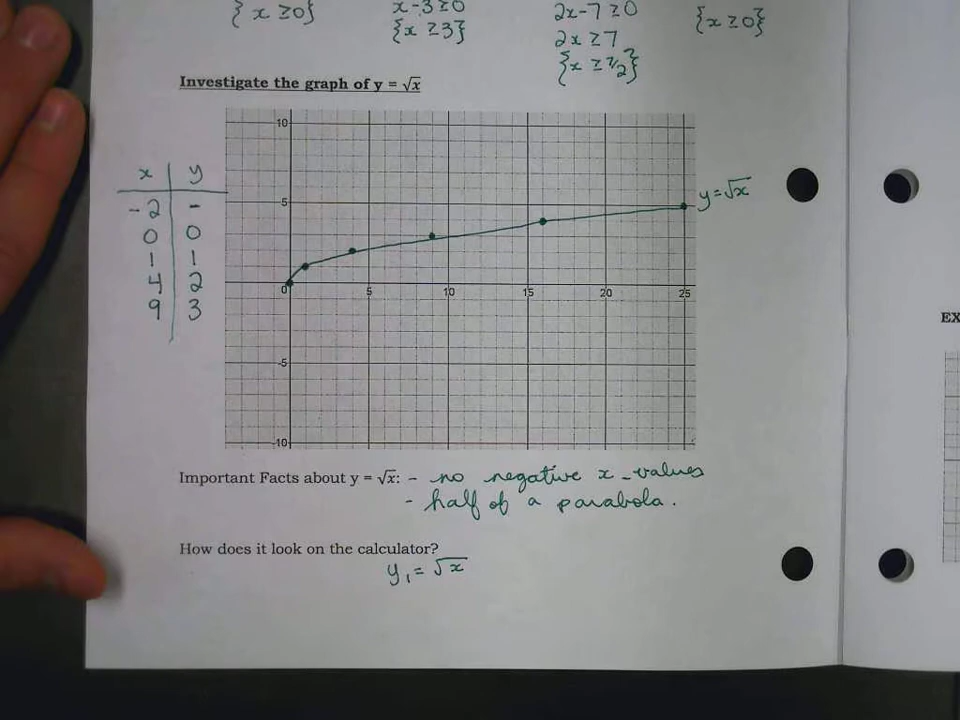 {x ≥0}
x-3≥0
{x ≥3}
2x-7≥0
2x≥7
{x ≥7/2}
{x≥0}
Investigate the graph of y = √x
x y
-2 -
0 0
1 1
4 2
9 3
10
5
0 5 10 15 20 25
-5
-10
y=√x
Important Facts about y = √x: - no negative x-values
- half of a parabola.
How does it look on the calculator?
y₁=√x
EX